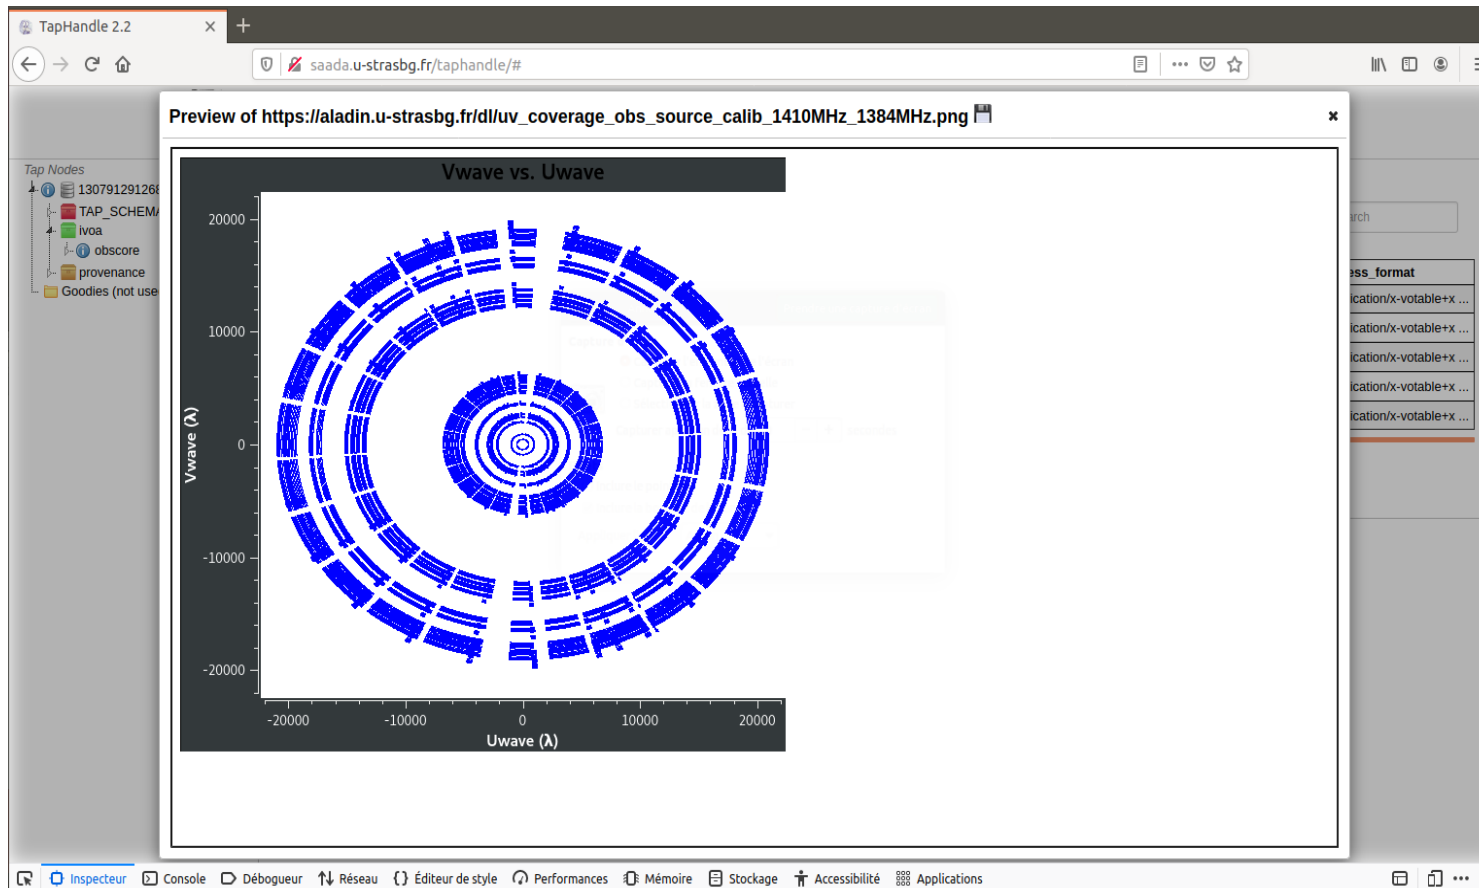 TapHandle 2.2
saada.u-strasbg.fr/taphandle/#
Preview of https://aladin.u-strasbg.fr/dl/uv_coverage_obs_source_calib_1410MHz_1384MHz.png
Tap Nodes
130791291268
TAP_SCHEMA
ivoa
obscore
provenance
Goodies (not use
Vwave vs. Uwave
20000
10000
0
-10000
-20000
Vwave (λ)
-20000
-10000
0
10000
20000
Uwave (λ)
arch
ess_format
ication/x-votable+x ...
ication/x-votable+x ...
ication/x-votable+x ...
ication/x-votable+x ...
ication/x-votable+x ...
Inspecteur Console Débogueur Réseau {} Éditeur de style Performances Mémoire Stockage Accessibilité Applications